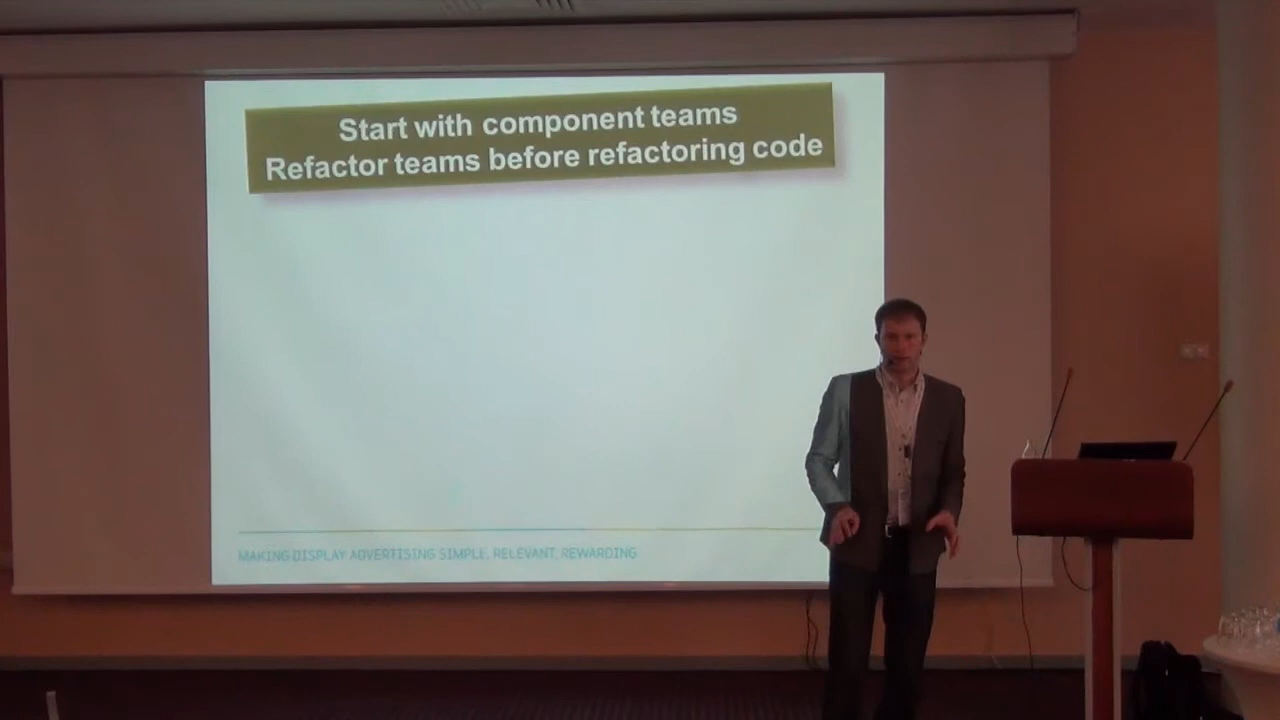 Start with component teams
Refactor teams before refactoring code
MAKING DISPLAY ADVERTISING SIMPLE, RELEVANT, REWARDING